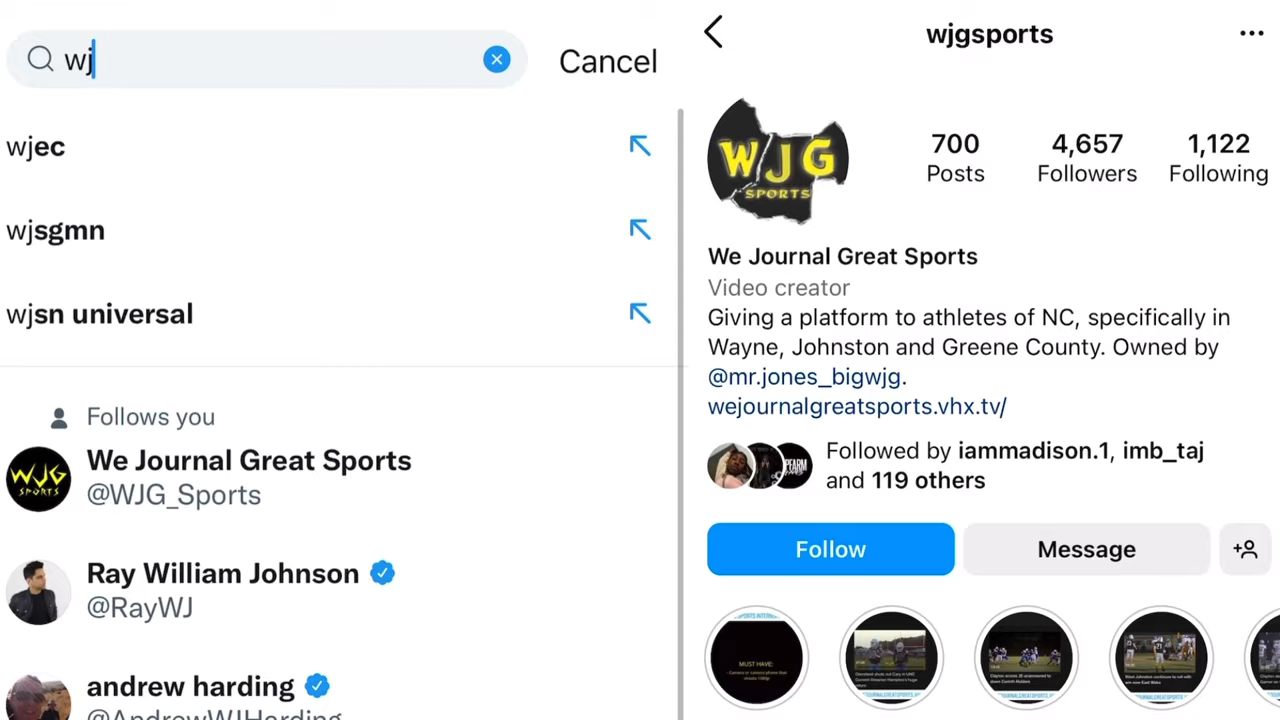 wj
Cancel
wjec
wjsgmn
wjsn universal
Follows you
We Journal Great Sports
@WJG_Sports
Ray William Johnson
@RayWJ
andrew harding
@AndrewWJHarding
wjgsports
WJG
SPORTS
700
Posts
4,657
Followers
1,122
Following
We Journal Great Sports
Video creator
Giving a platform to athletes of NC, specifically in
Wayne, Johnston and Greene County. Owned by
@mr.jones_bigwjg.
wejournalgreatsports.vhx.tv/
Followed by iammadison.1, imb_taj
and 119 others
Follow
Message
MUST HAVE: